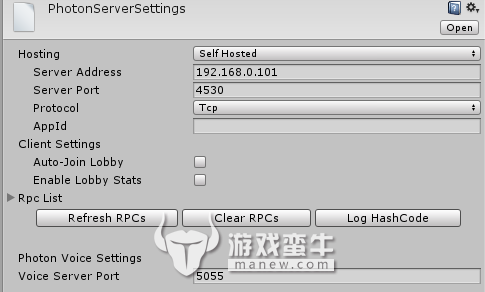 PhotonServerSettings
Open
Hosting Self Hosted
Server Address 192.168.0.101
Server Port 4530
Protocol Tcp
AppId
Client Settings
Auto-Join Lobby
Enable Lobby Stats
Rpc List
Refresh RPCs Clear RPCs Log HashCode
游戏蛮牛
manew.com
Photon Voice Settings
Voice Server Port 5055